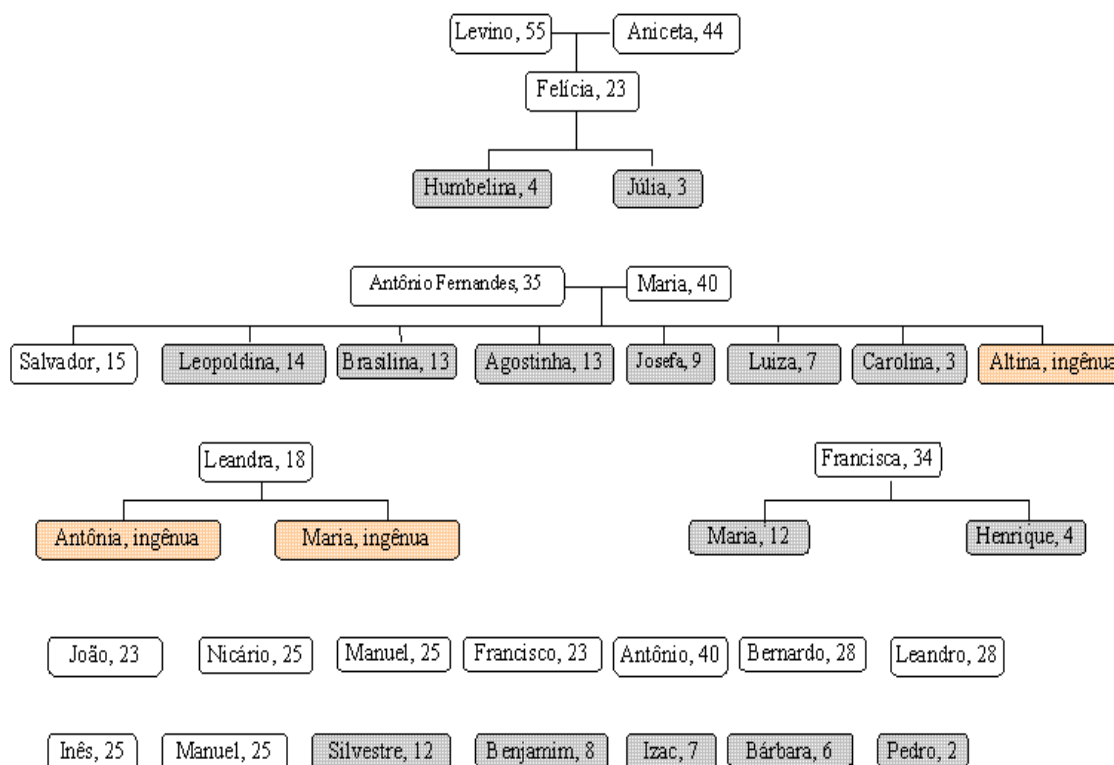 Levino, 55
Aniceta, 44
Felícia, 23
Humbelina, 4
Júlia, 3
Antônio Fernandes, 35
Maria, 40
Salvador, 15
Leopoldina, 14
Brasilina, 13
Agostinha, 13
Josefa, 9
Luiza, 7
Carolina, 3
Altina, ingênua
Leandra, 18
Francisca, 34
Antônia, ingênua
Maria, ingênua
Maria, 12
Henrique, 4
João, 23
Nicário, 25
Manuel, 25
Francisco, 23
Antônio, 40
Bernardo, 28
Leandro, 28
Inês, 25
Manuel, 25
Silvestre, 12
Benjamim, 8
Izac, 7
Bárbara, 6
Pedro, 2